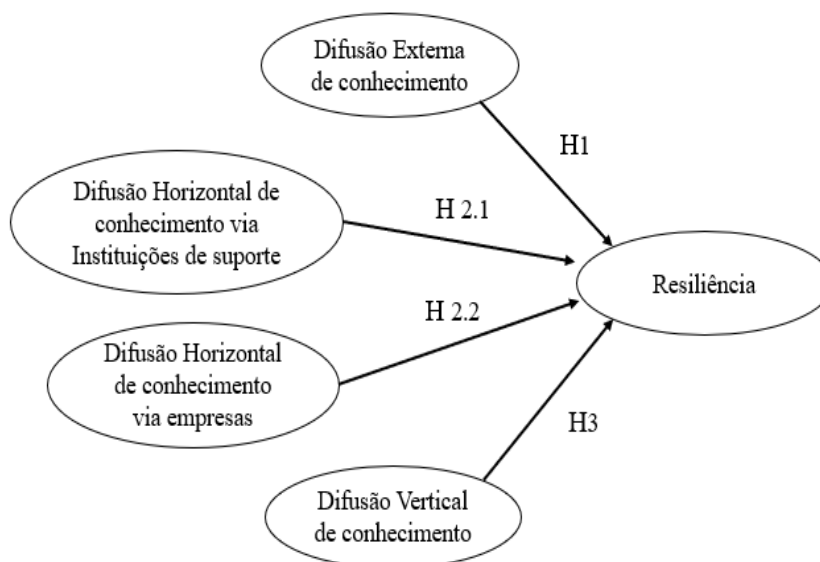 Difusão Externa
de conhecimento
H1
Difusão Horizontal de
conhecimento via
Instituições de suporte
H 2.1
Resiliência
H 2.2
Difusão Horizontal
de conhecimento
via empresas
H3
Difusão Vertical
de conhecimento